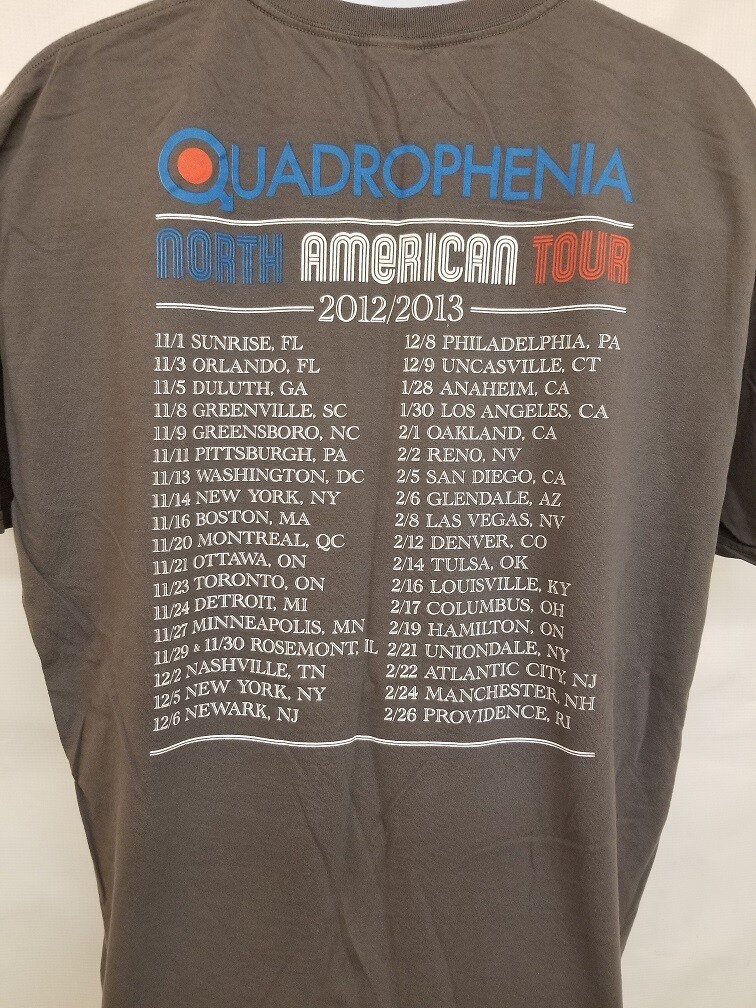 QUADROPHENIA
NORTH AMERICAN TOUR
2012/2013
11/1 SUNRISE, FL
11/3 ORLANDO, FL
11/5 DULUTH, GA
11/8 GREENVILLE, SC
11/9 GREENSBORO, NC
11/11 PITTSBURGH, PA
11/13 WASHINGTON, DC
11/14 NEW YORK, NY
11/16 BOSTON, MA
11/20 MONTREAL, QC
11/21 OTTAWA, ON
11/23 TORONTO, ON
11/24 DETROIT, MI
11/27 MINNEAPOLIS, MN
11/29 & 11/30 ROSEMONT, IL
12/2 NASHVILLE, TN
12/5 NEW YORK, NY
12/6 NEWARK, NJ
12/8 PHILADELPHIA, PA
12/9 UNCASVILLE, CT
1/28 ANAHEIM, CA
1/30 LOS ANGELES, CA
2/1 OAKLAND, CA
2/2 RENO, NV
2/5 SAN DIEGO, CA
2/6 GLENDALE, AZ
2/8 LAS VEGAS, NV
2/12 DENVER, CO
2/14 TULSA, OK
2/16 LOUISVILLE, KY
2/17 COLUMBUS, OH
2/19 HAMILTON, ON
2/21 UNIONDALE, NY
2/22 ATLANTIC CITY, NJ
2/24 MANCHESTER, NH
2/26 PROVIDENCE, RI